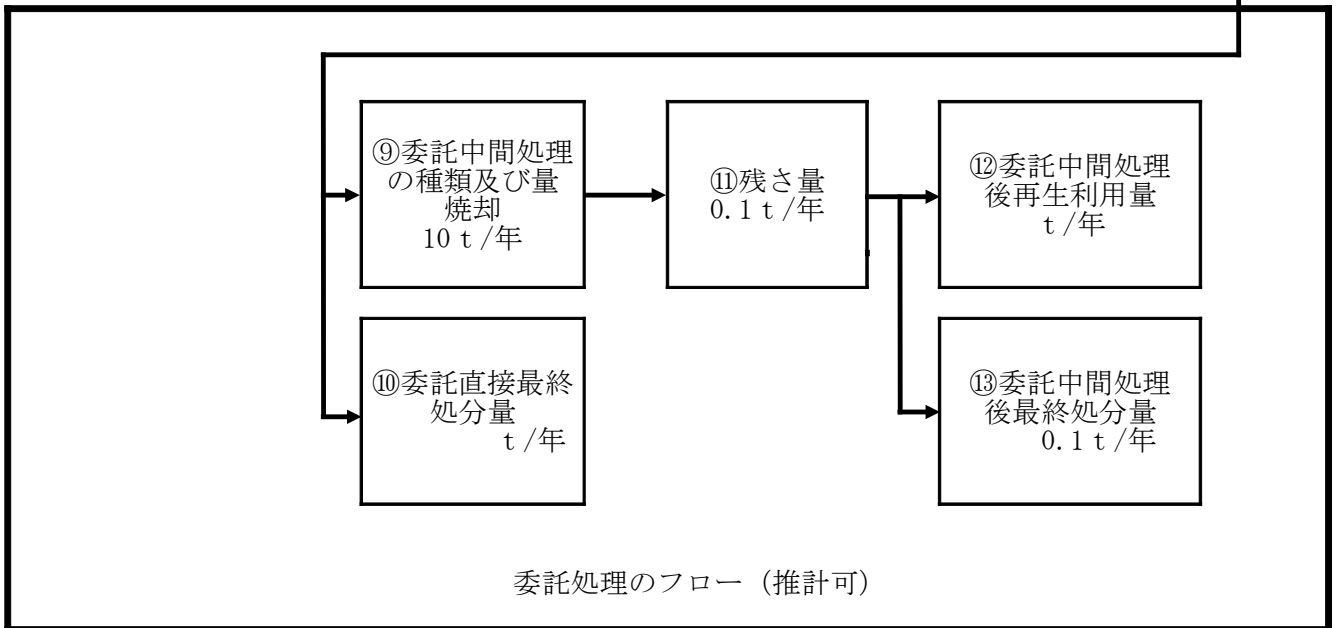 ⑨委託中間処理
の種類及び量
焼却
10ｔ/年
⑪残さ量
0.1ｔ/年
⑫委託中間処理
後再生利用量
ｔ/年
⑩委託直接最終
処分量
ｔ/年
⑬委託中間処理
後最終処分量
0.1ｔ/年
委託処理のフロー（推計可）